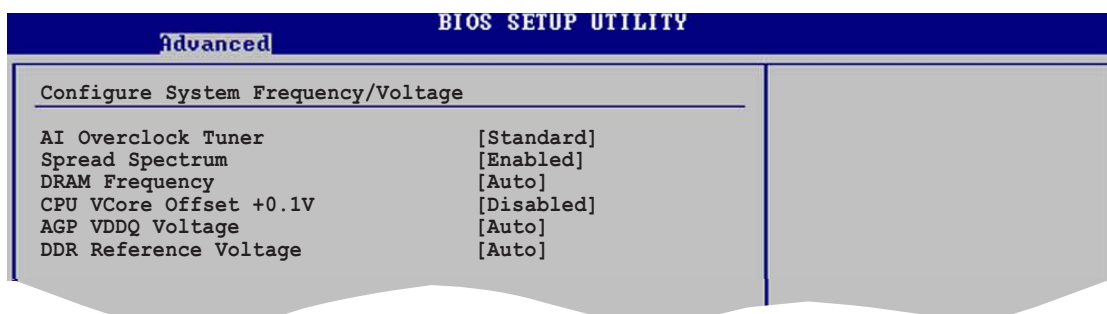 BIOS SETUP UTILITY
Advanced
Configure System Frequency/Voltage
AI Overclock Tuner [Standard]
Spread Spectrum [Enabled]
DRAM Frequency [Auto]
CPU VCore Offset +0.1V [Disabled]
AGP VDDQ Voltage [Auto]
DDR Reference Voltage [Auto]